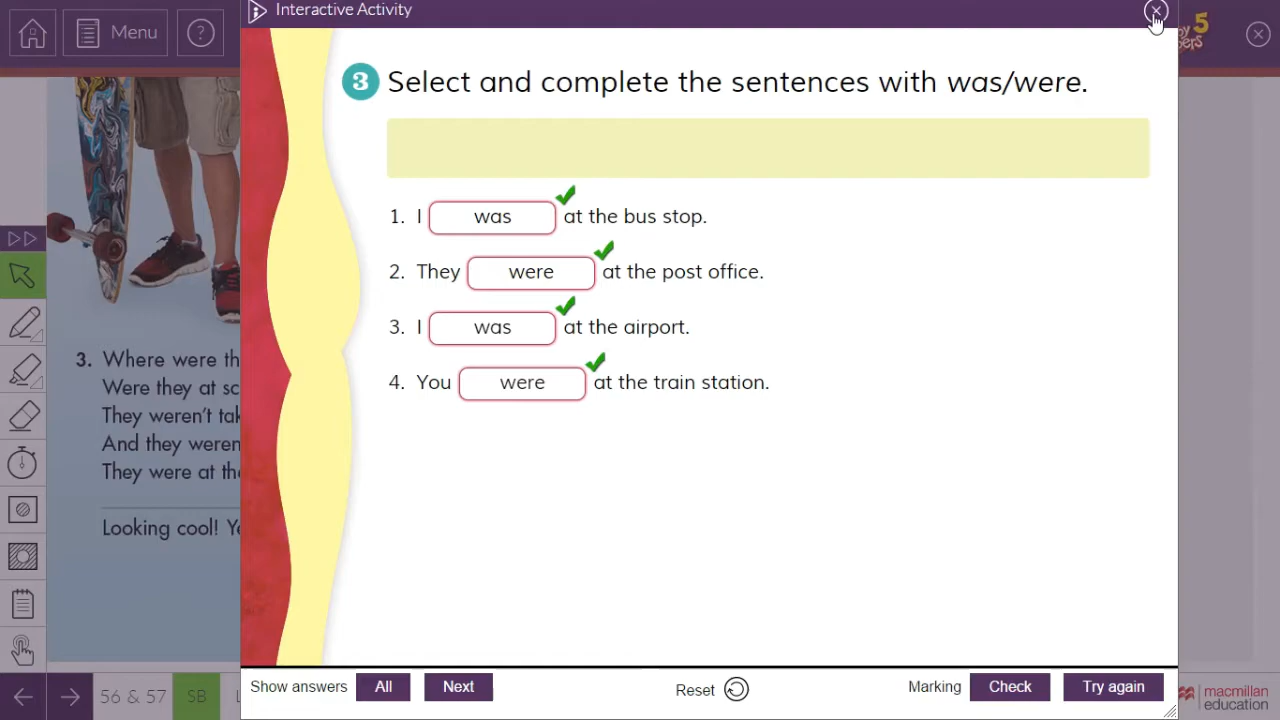 Interactive Activity
Menu
?
5
3 Select and complete the sentences with was/were.
1. I was at the bus stop.
2. They were at the post office.
3. I was at the airport.
4. You were at the train station.
3. Where were th
Were they at sc
They weren't tak
And they weren
They were at the
Looking cool! Ye
Show answers All Next Reset Marking Check Try again
56 & 57 SB
macmillan
education